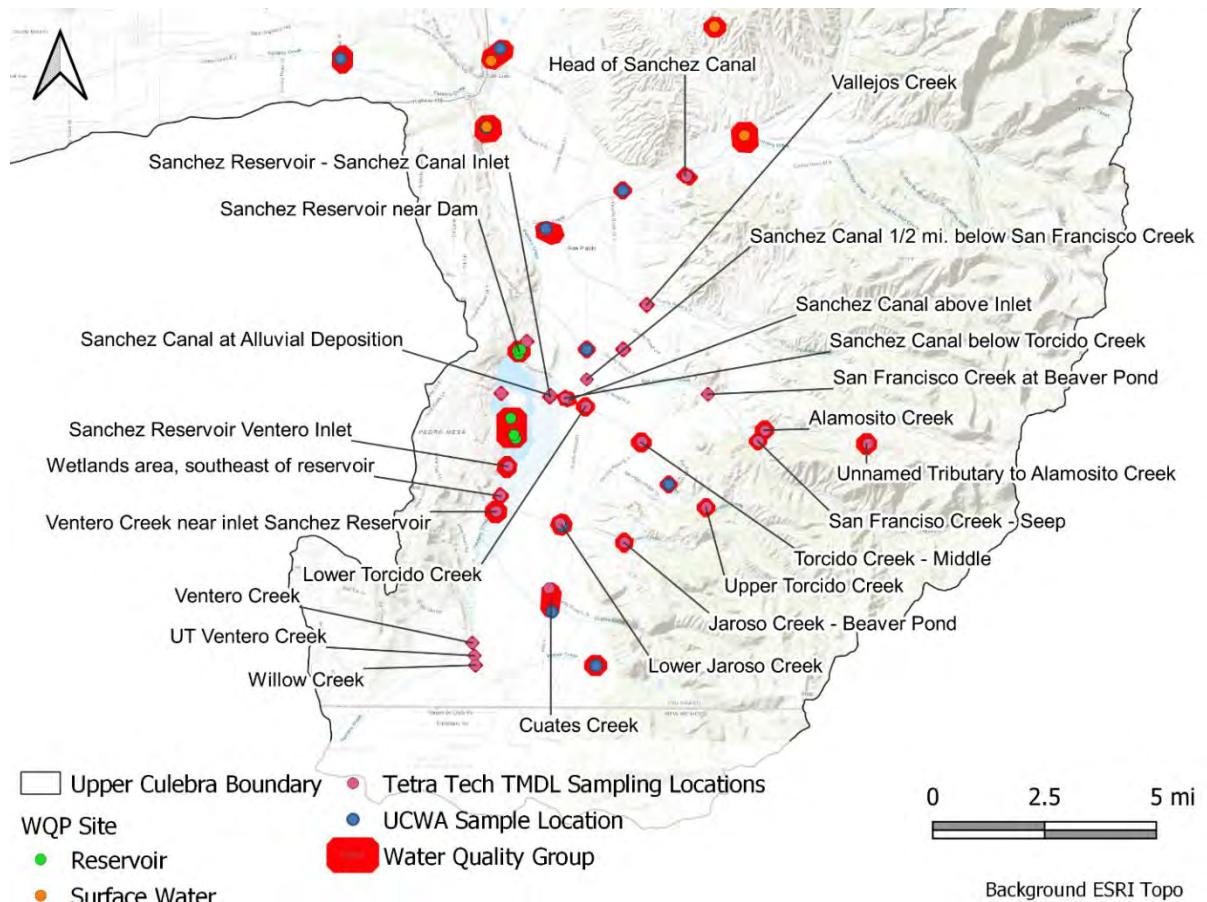 Head of Sanchez Canal
Vallejos Creek
Sanchez Reservoir - Sanchez Canal Inlet
Sanchez Reservoir near Dam
Sanchez Canal 1/2 mi. below San Francisco Creek
Sanchez Canal above Inlet
Sanchez Canal at Alluvial Deposition
Sanchez Canal below Torcido Creek
San Francisco Creek at Beaver Pond
Alamosito Creek
Sanchez Reservoir Ventero Inlet
PEDRO MESA
Wetlands area, southeast of reservoir
Unnamed Tributary to Alamosito Creek
Ventero Creek near inlet Sanchez Reservoir
San Franciso Creek - Seep
Torcido Creek - Middle
Lower Torcido Creek
Upper Torcido Creek
Ventero Creek
Jaroso Creek - Beaver Pond
UT Ventero Creek
Lower Jaroso Creek
Willow Creek
Cuates Creek
Upper Culebra Boundary
Tetra Tech TMDL Sampling Locations
WQP Site
UCWA Sample Location
Reservoir
Water Quality Group
Surface Water
0 2.5 5 mi
Background ESRI Topo